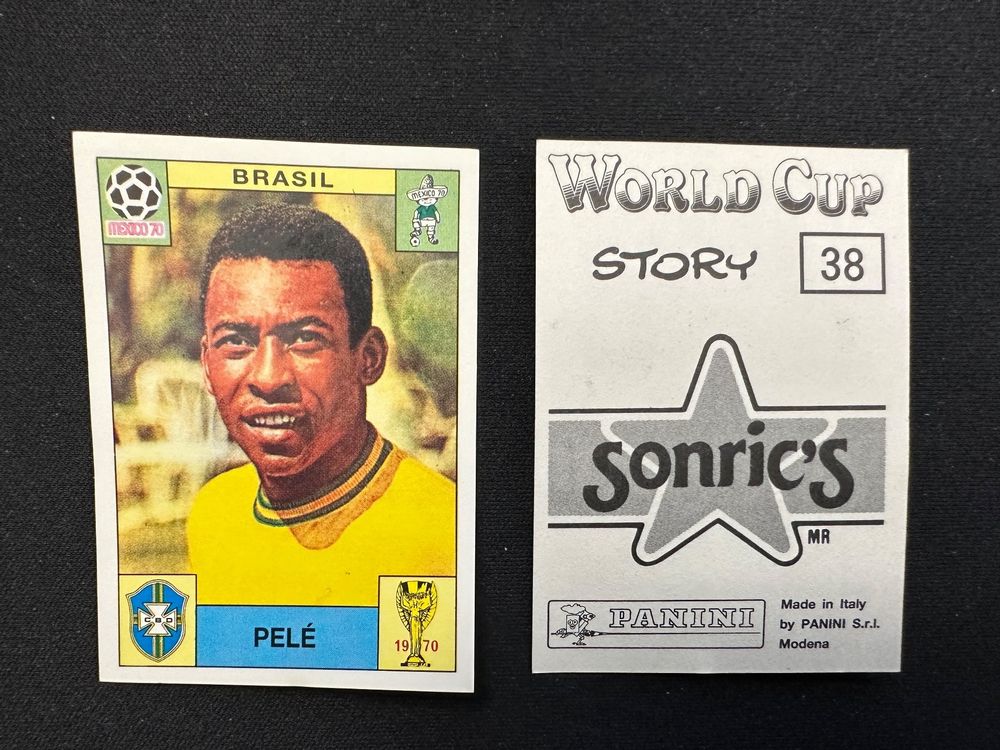 BRASIL
MEXICO 70
MEXICO 70
CBD
PELÉ
1970
WORLD CUP
STORY 38
sonric's
MR
PANINI
Made in Italy
by PANINI S.r.l.
Modena